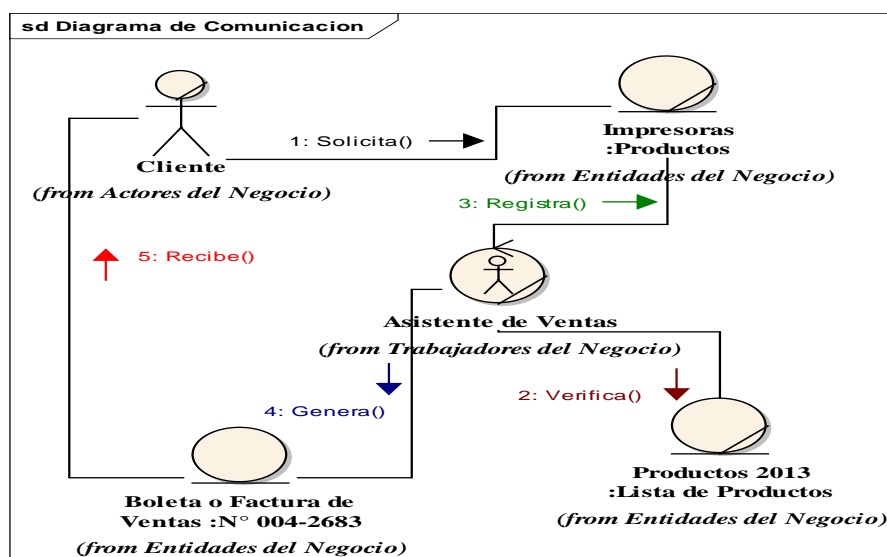 sd Diagrama de Comunicacion
1: Solicita()
Cliente
(from Actores del Negocio)
Impresoras
:Productos
(from Entidades del Negocio)
3: Registra()
5: Recibe()
Asistente de Ventas
(from Trabajadores del Negocio)
4: Genera()
2: Verifica()
Boleta o Factura de
Ventas :N° 004-2683
(from Entidades del Negocio)
Productos 2013
:Lista de Productos
(from Entidades del Negocio)